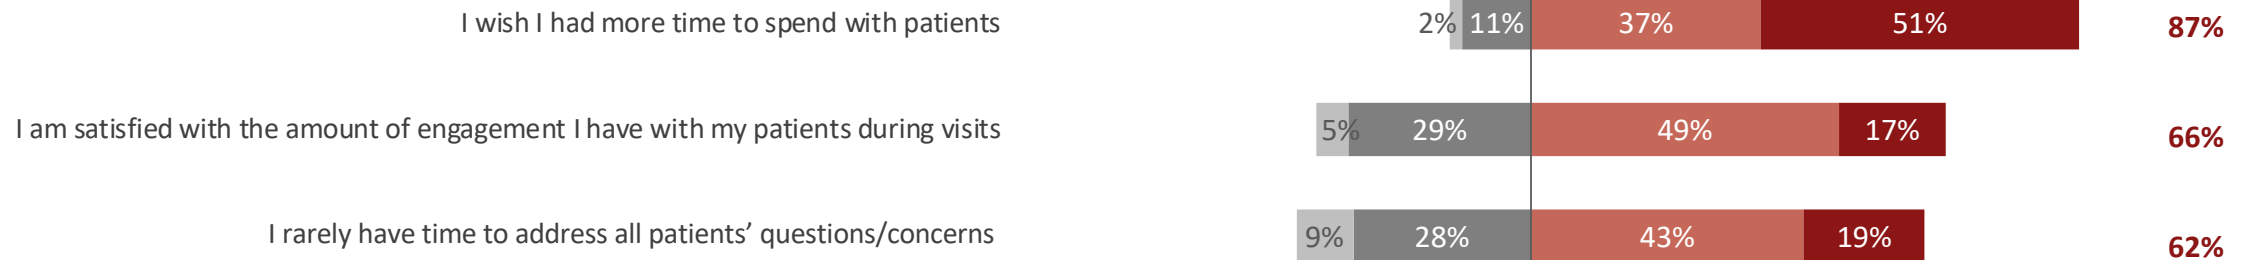 I wish I had more time to spend with patients 2% 11% 37% 51% 87%
I am satisfied with the amount of engagement I have with my patients during visits 5% 29% 49% 17% 66%
I rarely have time to address all patients’ questions/concerns 9% 28% 43% 19% 62%